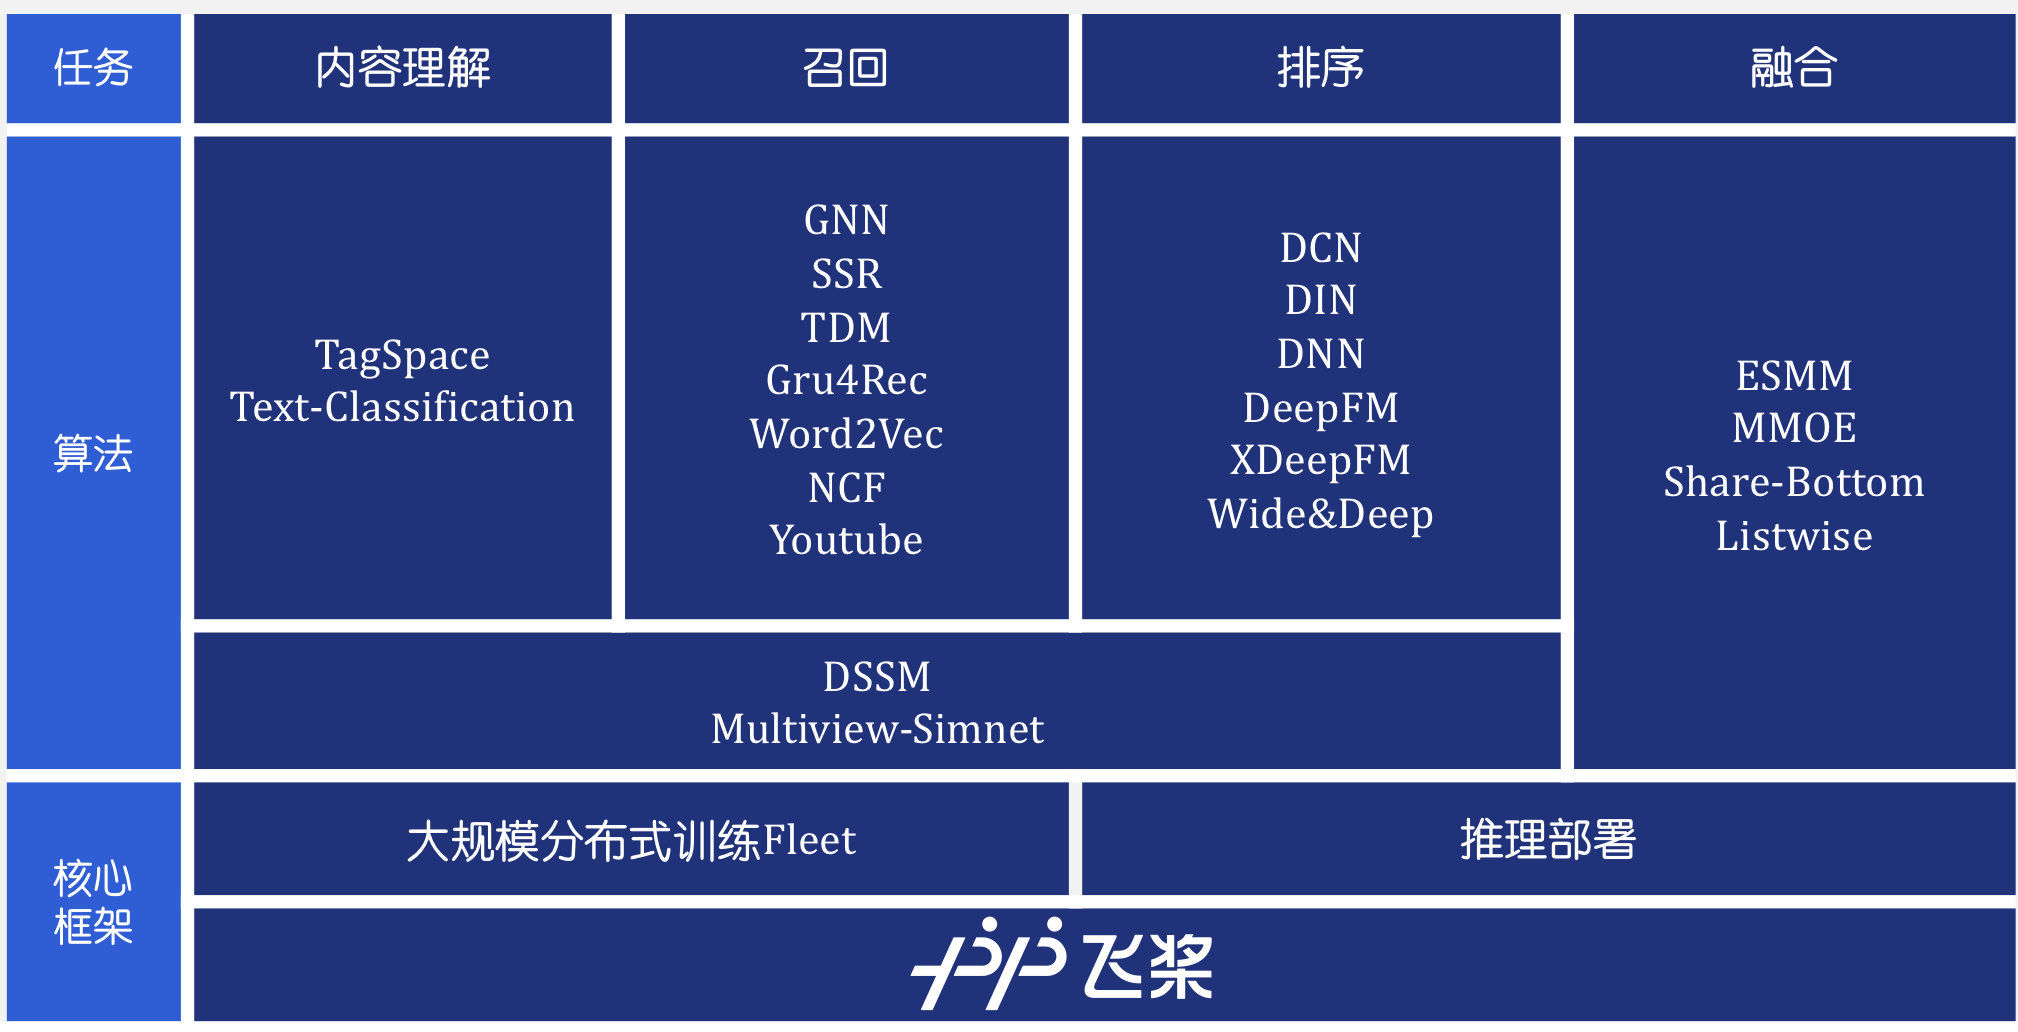 任务
内容理解
召回
排序
融合
算法
TagSpace
Text-Classification
GNN
SSR
TDM
Gru4Rec
Word2Vec
NCF
Youtube
DCN
DIN
DNN
DeepFM
XDeepFM
Wide&Deep
ESMM
MMOE
Share-Bottom
Listwise
DSSM
Multiview-Simnet
核心
框架
大规模分布式训练Fleet
推理部署
飞桨